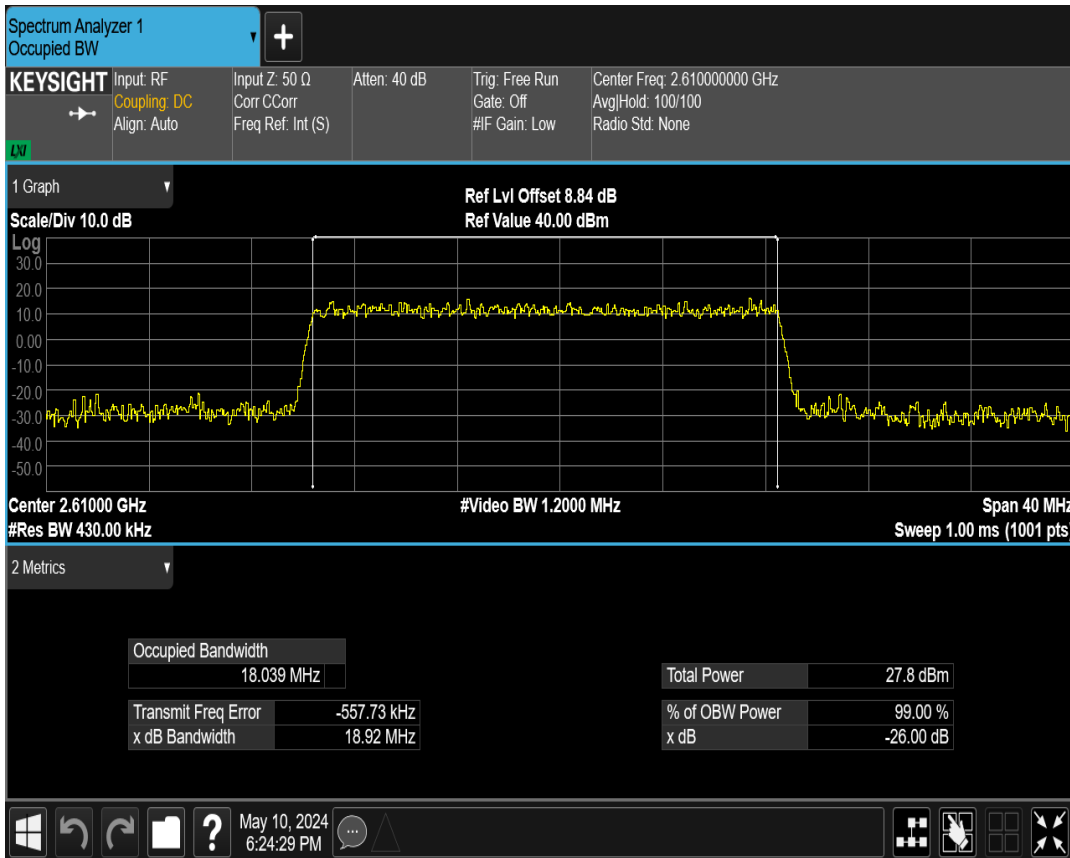 Spectrum Analyzer 1
Occupied BW
+
KEYSIGHT
LXI
Input: RF
Coupling: DC
Align: Auto
Input Z: 50 Ω
Corr CCorr
Freq Ref: Int (S)
Atten: 40 dB
Trig: Free Run
Gate: Off
#IF Gain: Low
Center Freq: 2.610000000 GHz
Avg|Hold: 100/100
Radio Std: None
1 Graph
Scale/Div 10.0 dB
Ref Lvl Offset 8.84 dB
Ref Value 40.00 dBm
Log
30.0
20.0
10.0
0.00
-10.0
-20.0
-30.0
-40.0
-50.0
Center 2.61000 GHz
#Video BW 1.2000 MHz
Span 40 MHz
#Res BW 430.00 kHz
Sweep 1.00 ms (1001 pts)
2 Metrics
Occupied Bandwidth
18.039 MHz
Total Power 27.8 dBm
Transmit Freq Error -557.73 kHz
% of OBW Power 99.00 %
x dB Bandwidth 18.92 MHz
x dB -26.00 dB
?
May 10, 2024
6:24:29 PM